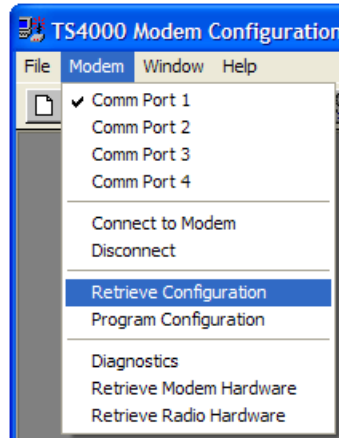 TS4000 Modem Configuration
File Modem Window Help
Comm Port 1
Comm Port 2
Comm Port 3
Comm Port 4
Connect to Modem
Disconnect
Retrieve Configuration
Program Configuration
Diagnostics
Retrieve Modem Hardware
Retrieve Radio Hardware